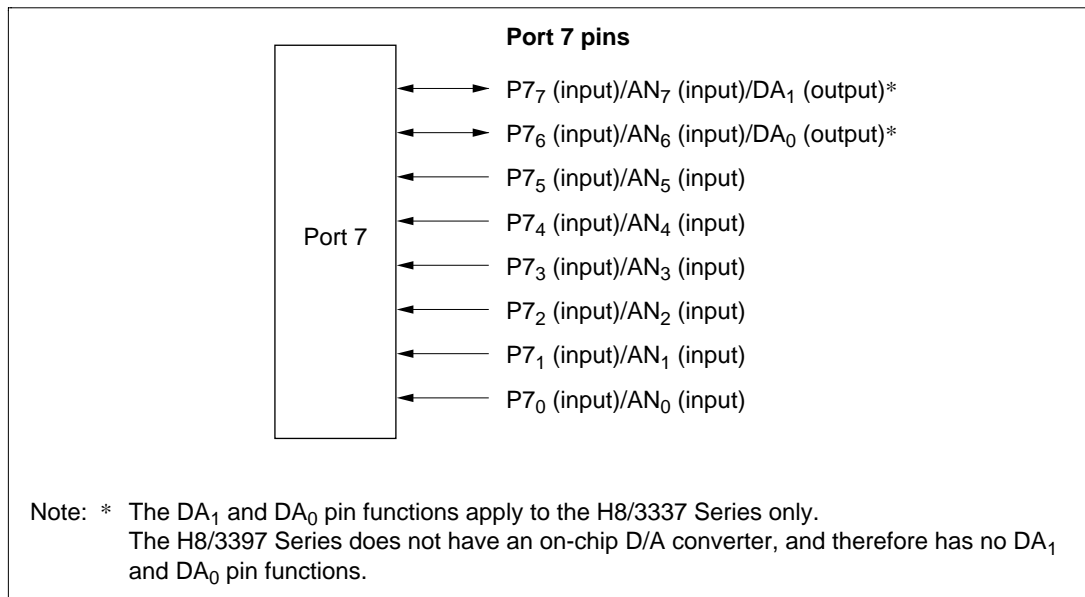 Port 7 pins
P7₇ (input)/AN₇ (input)/DA₁ (output)*
P7₆ (input)/AN₆ (input)/DA₀ (output)*
P7₅ (input)/AN₅ (input)
P7₄ (input)/AN₄ (input)
Port 7
P7₃ (input)/AN₃ (input)
P7₂ (input)/AN₂ (input)
P7₁ (input)/AN₁ (input)
P7₀ (input)/AN₀ (input)
Note: * The DA₁ and DA₀ pin functions apply to the H8/3337 Series only.
The H8/3397 Series does not have an on-chip D/A converter, and therefore has no DA₁
and DA₀ pin functions.